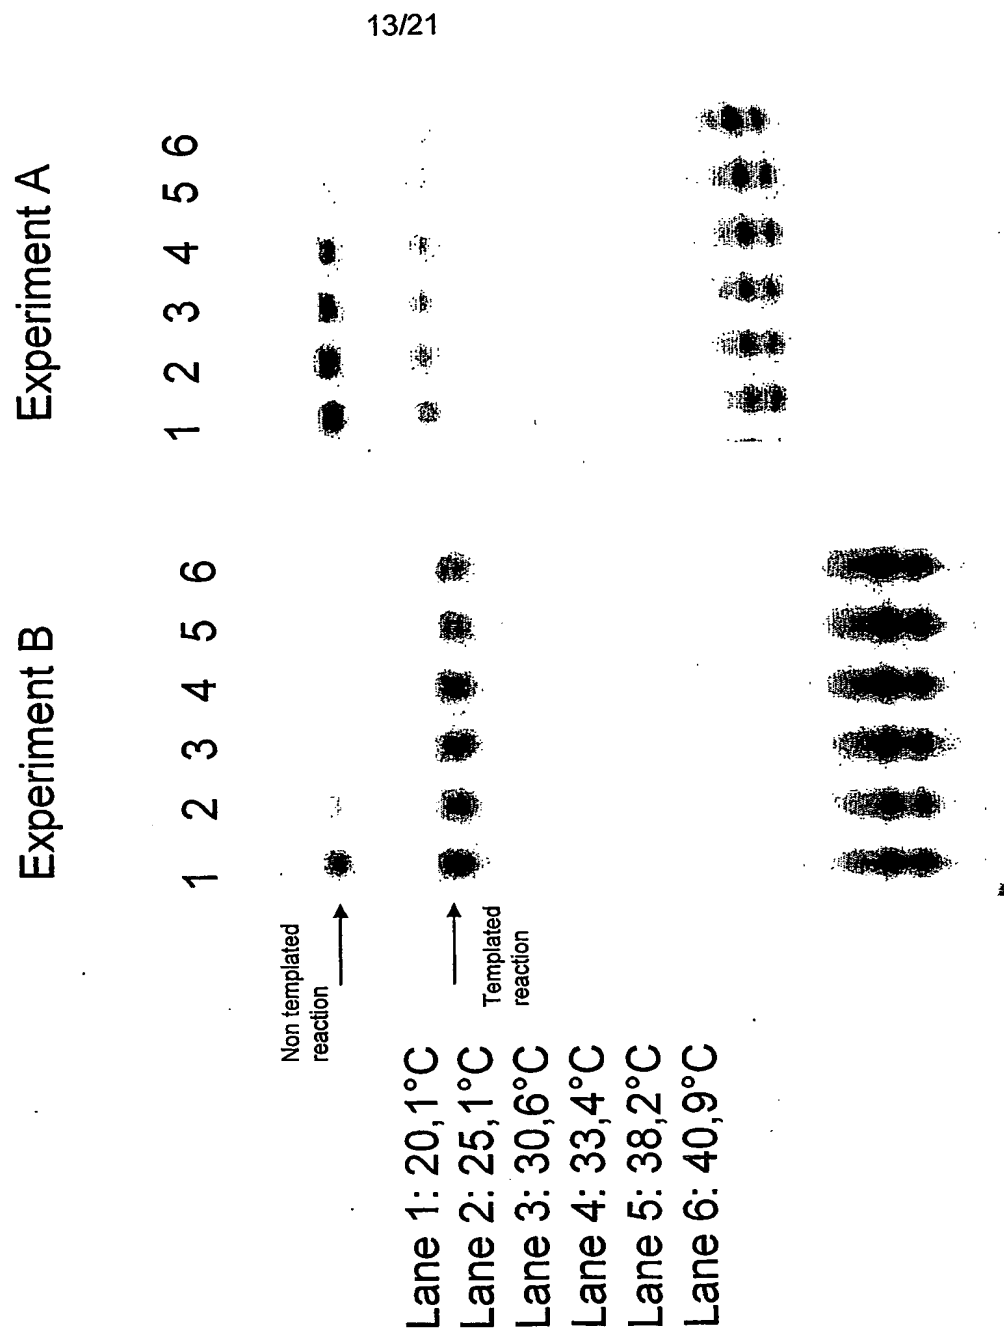 13/21
Experiment A
1 2 3 4 5 6
Experiment B
1 2 3 4 5 6
Non templated
reaction
Templated
reaction
Lane 1: 20,1°C
Lane 2: 25,1°C
Lane 3: 30,6°C
Lane 4: 33,4°C
Lane 5: 38,2°C
Lane 6: 40,9°C